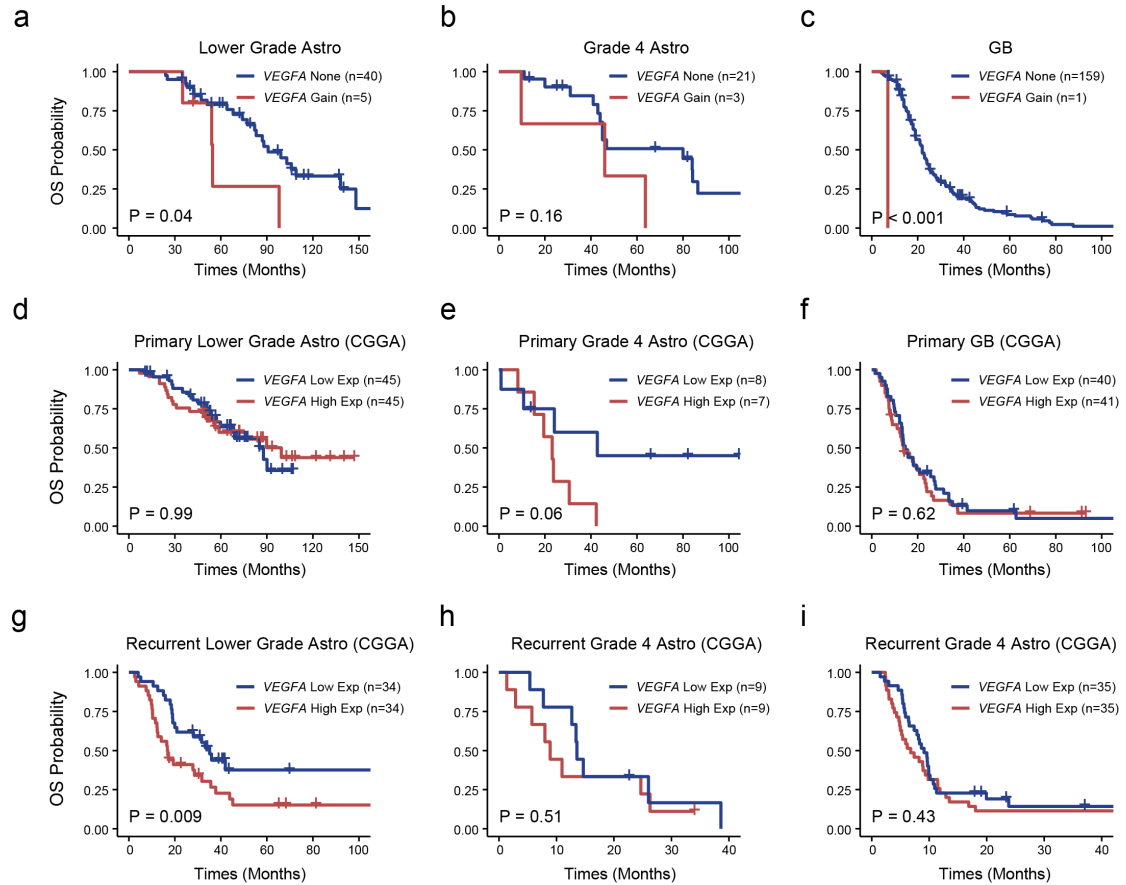 a
Lower Grade Astro
OS Probability
1.00
0.75
0.50
0.25
0.00
VEGFA None (n=40)
VEGFA Gain (n=5)
P = 0.04
0 30 60 90 120 150
Times (Months)
b
Grade 4 Astro
1.00
0.75
0.50
0.25
0.00
VEGFA None (n=21)
VEGFA Gain (n=3)
P = 0.16
0 20 40 60 80 100
Times (Months)
c
GB
1.00
0.75
0.50
0.25
0.00
VEGFA None (n=159)
VEGFA Gain (n=1)
P < 0.001
0 20 40 60 80 100
Times (Months)
d
Primary Lower Grade Astro (CGGA)
OS Probability
1.00
0.75
0.50
0.25
0.00
VEGFA Low Exp (n=45)
VEGFA High Exp (n=45)
P = 0.99
0 30 60 90 120 150
Times (Months)
e
Primary Grade 4 Astro (CGGA)
1.00
0.75
0.50
0.25
0.00
VEGFA Low Exp (n=8)
VEGFA High Exp (n=7)
P = 0.06
0 20 40 60 80 100
Times (Months)
f
Primary GB (CGGA)
1.00
0.75
0.50
0.25
0.00
VEGFA Low Exp (n=40)
VEGFA High Exp (n=41)
P = 0.62
0 20 40 60 80 100
Times (Months)
g
Recurrent Lower Grade Astro (CGGA)
OS Probability
1.00
0.75
0.50
0.25
0.00
VEGFA Low Exp (n=34)
VEGFA High Exp (n=34)
P = 0.009
0 20 40 60 80 100
Times (Months)
h
Recurrent Grade 4 Astro (CGGA)
1.00
0.75
0.50
0.25
0.00
VEGFA Low Exp (n=9)
VEGFA High Exp (n=9)
P = 0.51
0 10 20 30 40
Times (Months)
i
Recurrent Grade 4 Astro (CGGA)
1.00
0.75
0.50
0.25
0.00
VEGFA Low Exp (n=35)
VEGFA High Exp (n=35)
P = 0.43
0 10 20 30 40
Times (Months)